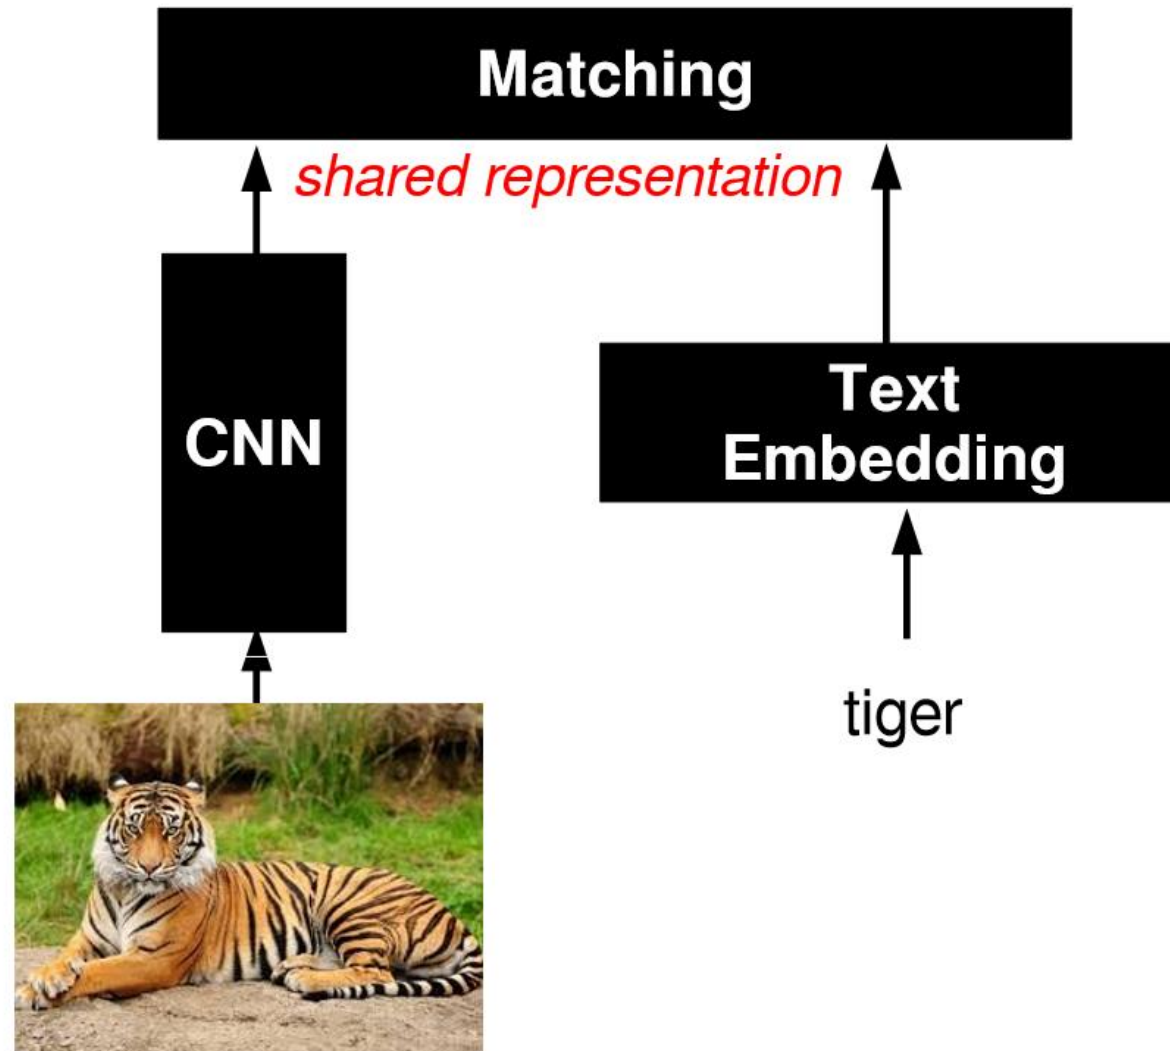 Matching
shared representation
CNN
Text
Embedding
tiger